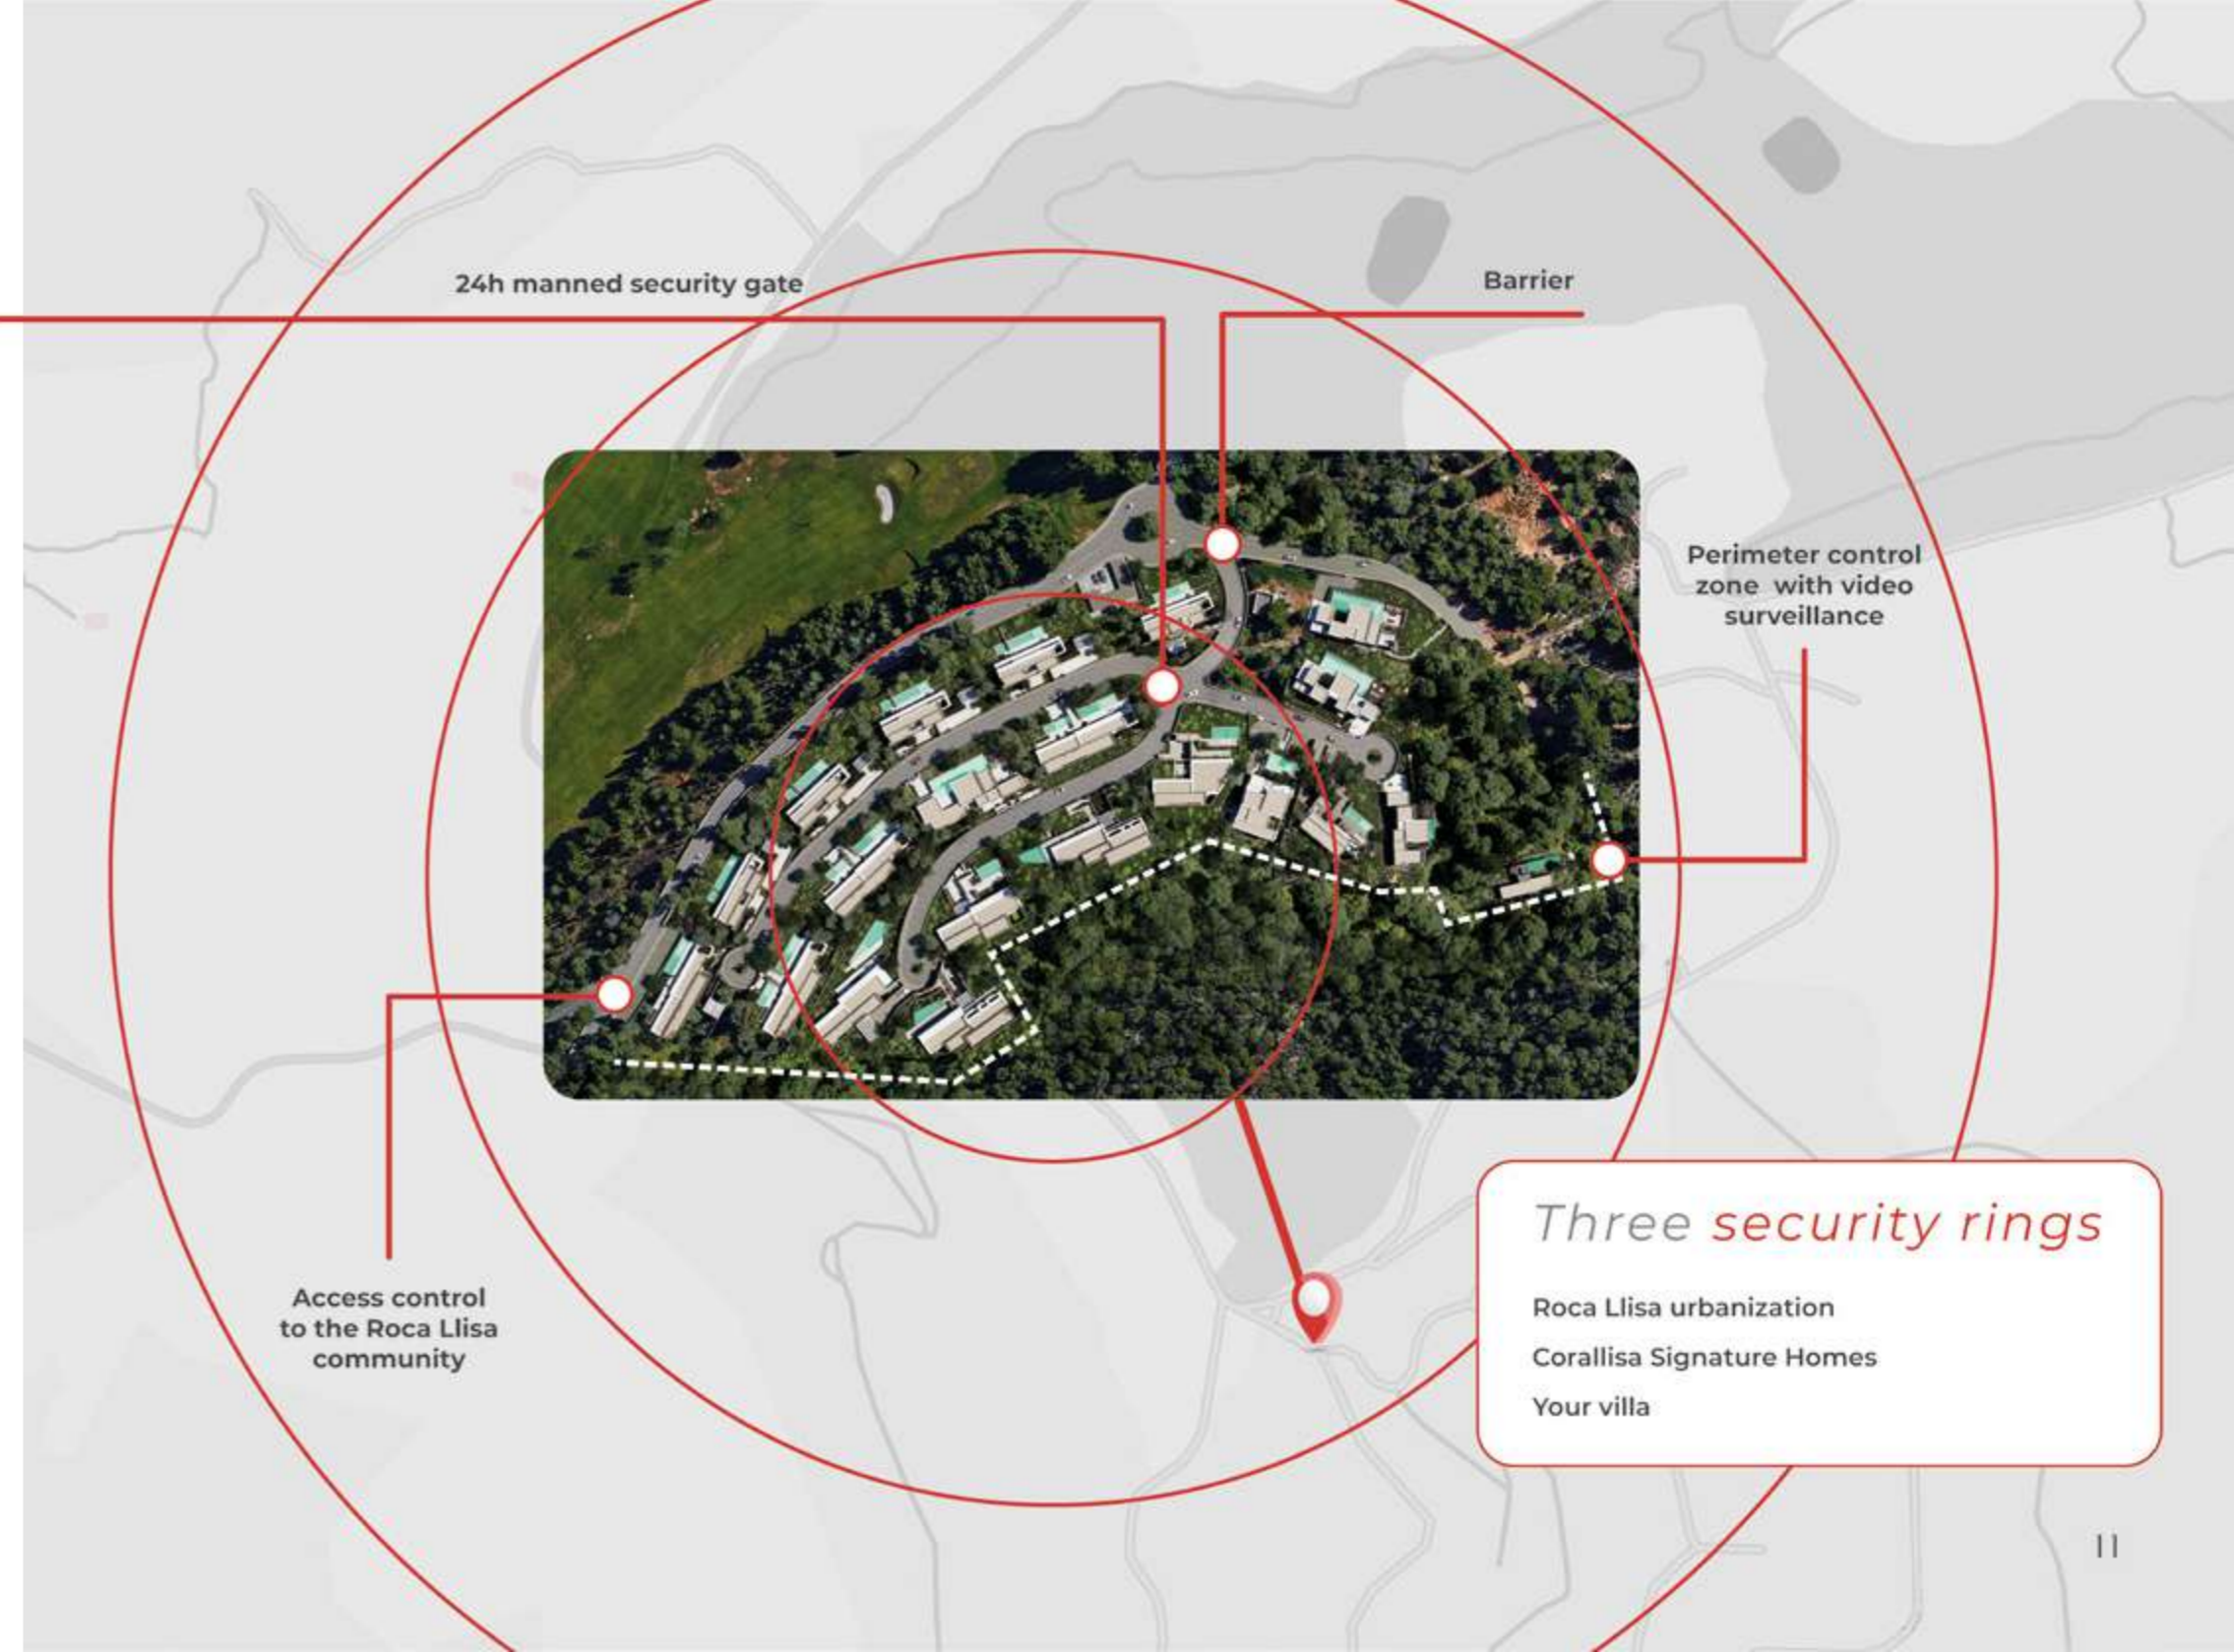 24h manned security gate
Barrier
Perimeter control
zone with video
surveillance
Access control
to the Roca Llisa
community
Three security rings
Roca Llisa urbanization
Corallisa Signature Homes
Your villa
11